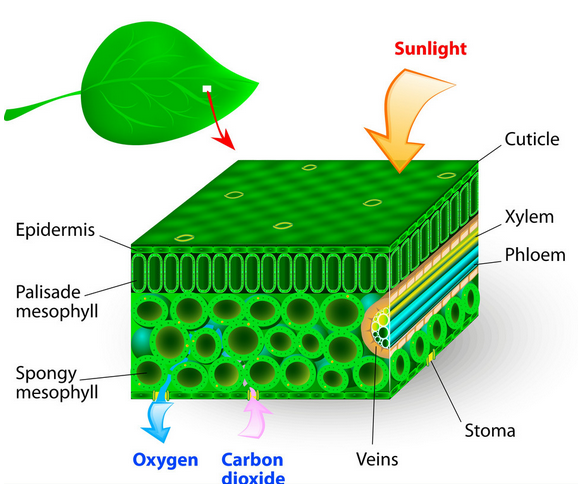 Sunlight
Cuticle
Xylem
Phloem
Epidermis
Palisade
mesophyll
Spongy
mesophyll
Stoma
Veins
Oxygen
Carbon
dioxide